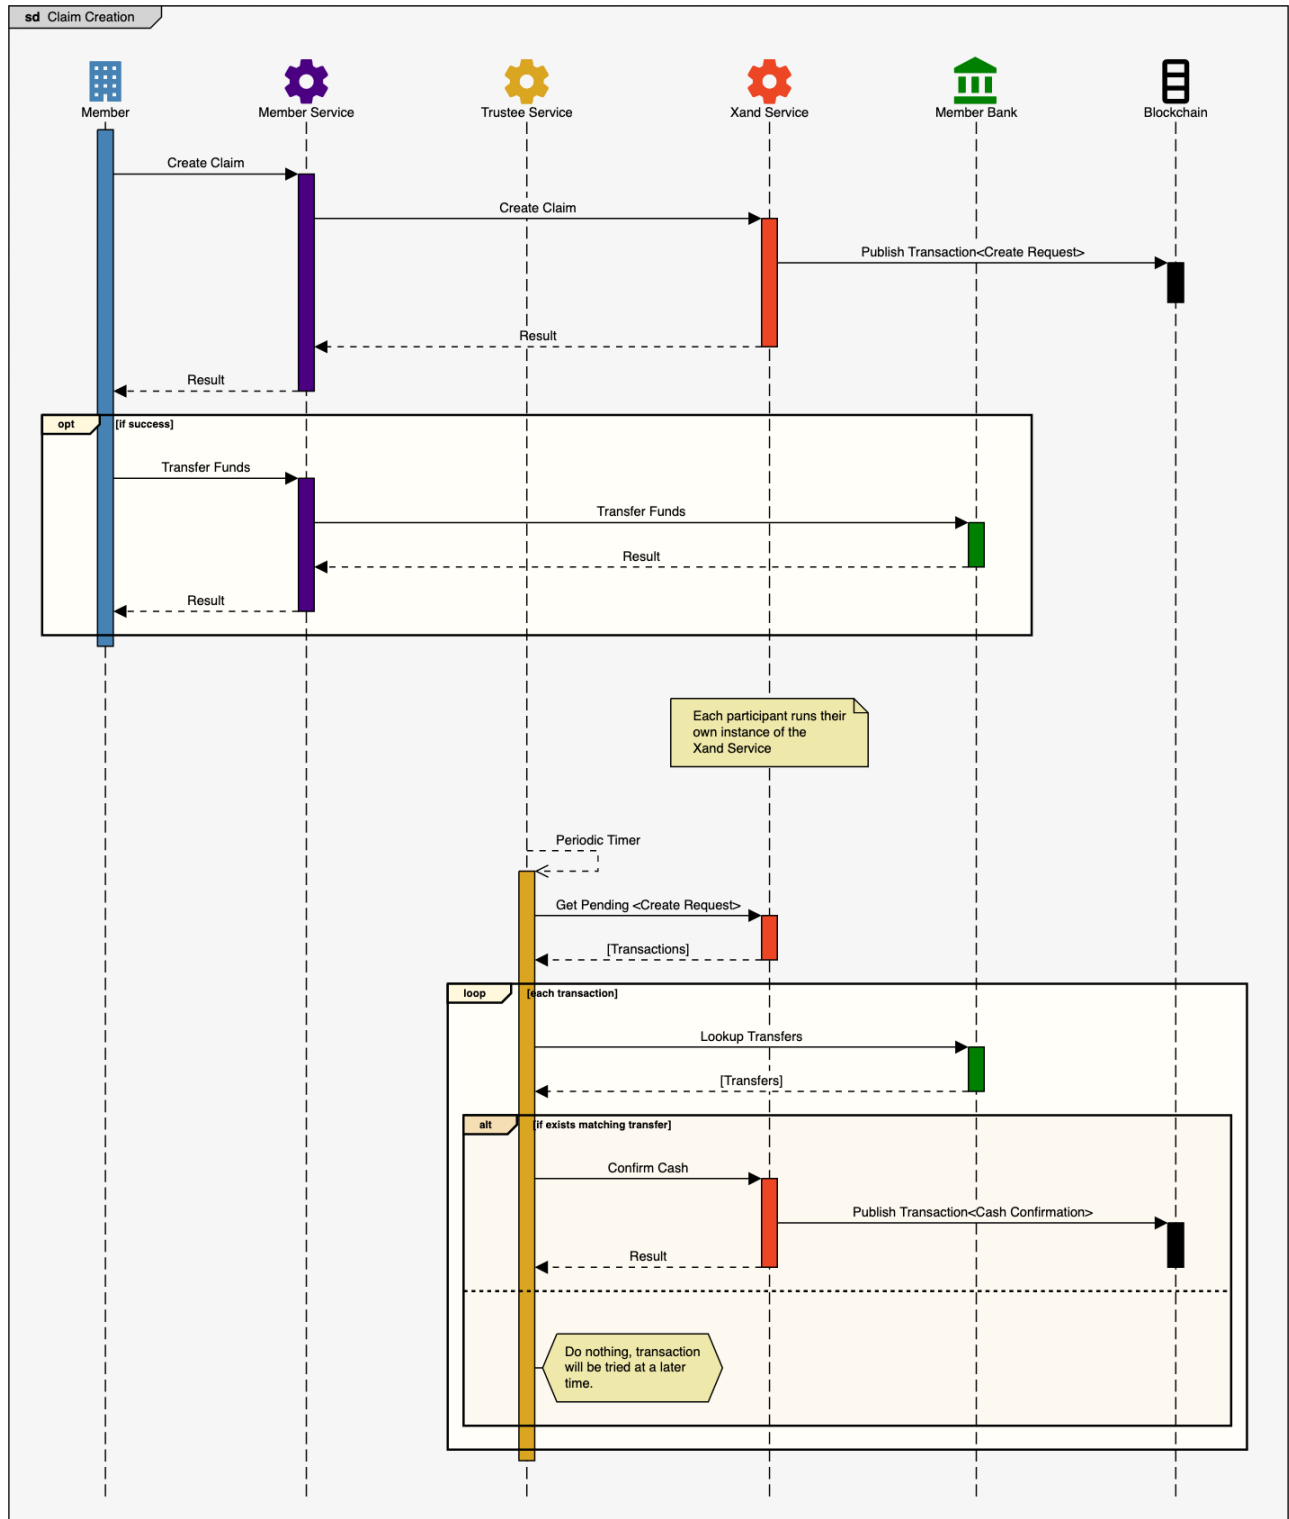 sd Claim Creation
Member
Member Service
Trustee Service
Xand Service
Member Bank
Blockchain
Create Claim
Create Claim
Publish Transaction<Create Request>
Result
Result
opt
[if success]
Transfer Funds
Transfer Funds
Result
Result
Each participant runs their
own instance of the
Xand Service
Periodic Timer
Get Pending <Create Request>
[Transactions]
loop
[each transaction]
Lookup Transfers
[Transfers]
alt
[if exists matching transfer]
Confirm Cash
Publish Transaction<Cash Confirmation>
Result
Do nothing, transaction
will be tried at a later
time.